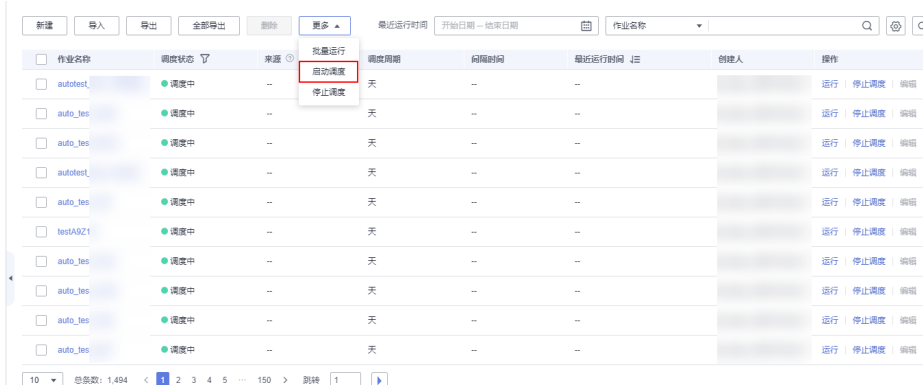 新建 导入 导出 全部导出 删除 更多 最近运行时间 开始日期 — 结束日期 作业名称
批量运行
启动调度
停止调度
作业名称 调度状态 来源 调度周期 间隔时间 最近运行时间 创建人 操作
autotest_ 调度中 -- 天 -- -- 运行 停止调度 编辑
auto_tes 调度中 -- 天 -- -- 运行 停止调度 编辑
auto_tes 调度中 -- 天 -- -- 运行 停止调度 编辑
autotest_ 调度中 -- 天 -- -- 运行 停止调度 编辑
auto_tes 调度中 -- 天 -- -- 运行 停止调度 编辑
testA9Z1 调度中 -- 天 -- -- 运行 停止调度 编辑
auto_tes 调度中 -- 天 -- -- 运行 停止调度 编辑
auto_tes 调度中 -- 天 -- -- 运行 停止调度 编辑
auto_tes 调度中 -- 天 -- -- 运行 停止调度 编辑
auto_tes 调度中 -- 天 -- -- 运行 停止调度 编辑
10 总条数: 1,494 < 1 2 3 4 5 ··· 150 > 跳转 1